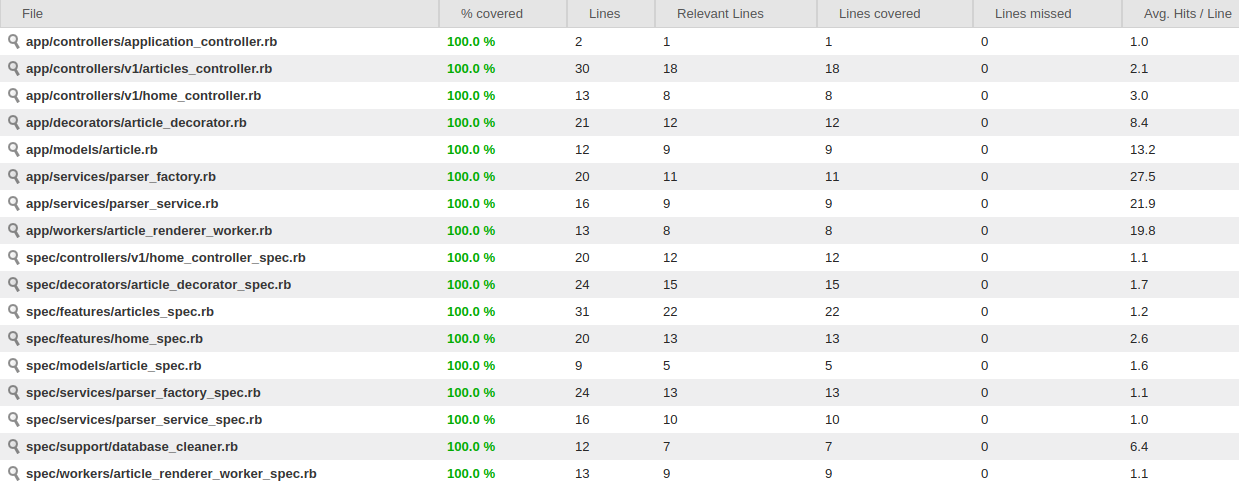 File % covered Lines Relevant Lines Lines covered Lines missed Avg. Hits / Line
app/controllers/application_controller.rb 100.0 % 2 1 1 0 1.0
app/controllers/v1/articles_controller.rb 100.0 % 30 18 18 0 2.1
app/controllers/v1/home_controller.rb 100.0 % 13 8 8 0 3.0
app/decorators/article_decorator.rb 100.0 % 21 12 12 0 8.4
app/models/article.rb 100.0 % 12 9 9 0 13.2
app/services/parser_factory.rb 100.0 % 20 11 11 0 27.5
app/services/parser_service.rb 100.0 % 16 9 9 0 21.9
app/workers/article_renderer_worker.rb 100.0 % 13 8 8 0 19.8
spec/controllers/v1/home_controller_spec.rb 100.0 % 20 12 12 0 1.1
spec/decorators/article_decorator_spec.rb 100.0 % 24 15 15 0 1.7
spec/features/articles_spec.rb 100.0 % 31 22 22 0 1.2
spec/features/home_spec.rb 100.0 % 20 13 13 0 2.6
spec/models/article_spec.rb 100.0 % 9 5 5 0 1.6
spec/services/parser_factory_spec.rb 100.0 % 24 13 13 0 1.1
spec/services/parser_service_spec.rb 100.0 % 16 10 10 0 1.0
spec/support/database_cleaner.rb 100.0 % 12 7 7 0 6.4
spec/workers/article_renderer_worker_spec.rb 100.0 % 13 9 9 0 1.1